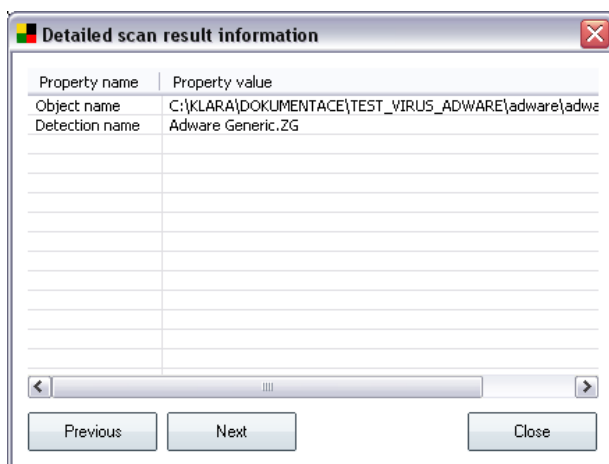 Detailed scan result information
Property name Property value
Object name C:\KLARA\DOKUMENTACE\TEST_VIRUS_ADWARE\adware\adwa
Detection name Adware Generic.ZG
Previous Next Close